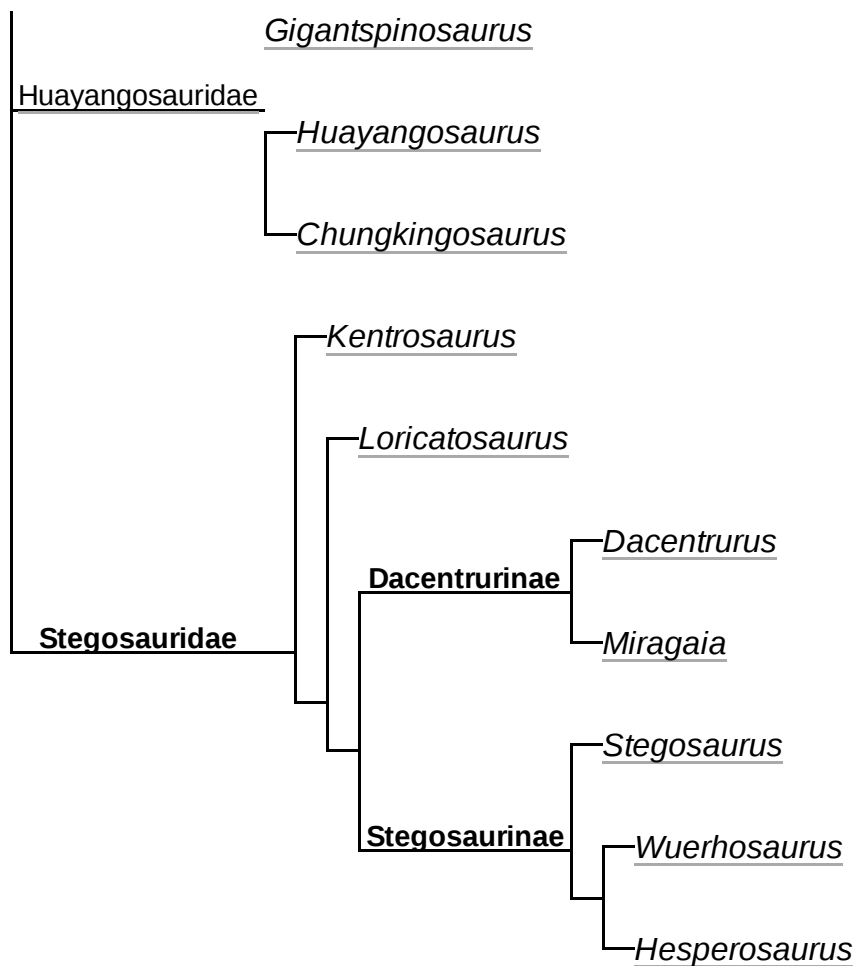 Gigantspinosaurus
Huayangosauridae
Huayangosaurus
Chungkingosaurus
Kentrosaurus
Loricatosaurus
Dacentrurus
Dacentrurinae
Stegosauridae
Miragaia
Stegosaurus
Stegosaurinae
Wuerhosaurus
Hesperosaurus